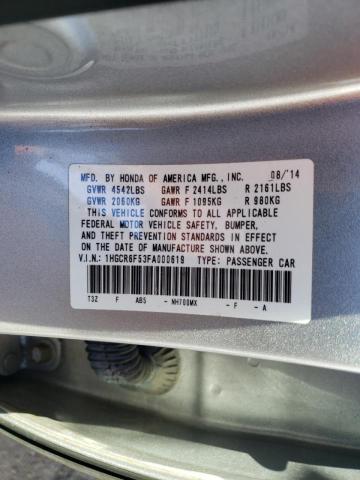 MFD. BY HONDA OF AMERICA MFG., INC. 08/14
GVWR 4542LBS GAWR F 2414LBS R 2161LBS
GVWR 2060KG GAWR F 1095KG R 980KG
THIS VEHICLE CONFORMS TO ALL APPLICABLE
FEDERAL MOTOR VEHICLE SAFETY, BUMPER,
AND THEFT PREVENTION STANDARDS IN EFFECT
ON THE DATE OF MANUFACTURE SHOWN ABOVE.
V.I.N.: 1HGCR6F53FA000619 TYPE: PASSENGER CAR
T3Z F AB5 - NH700MX - F - A